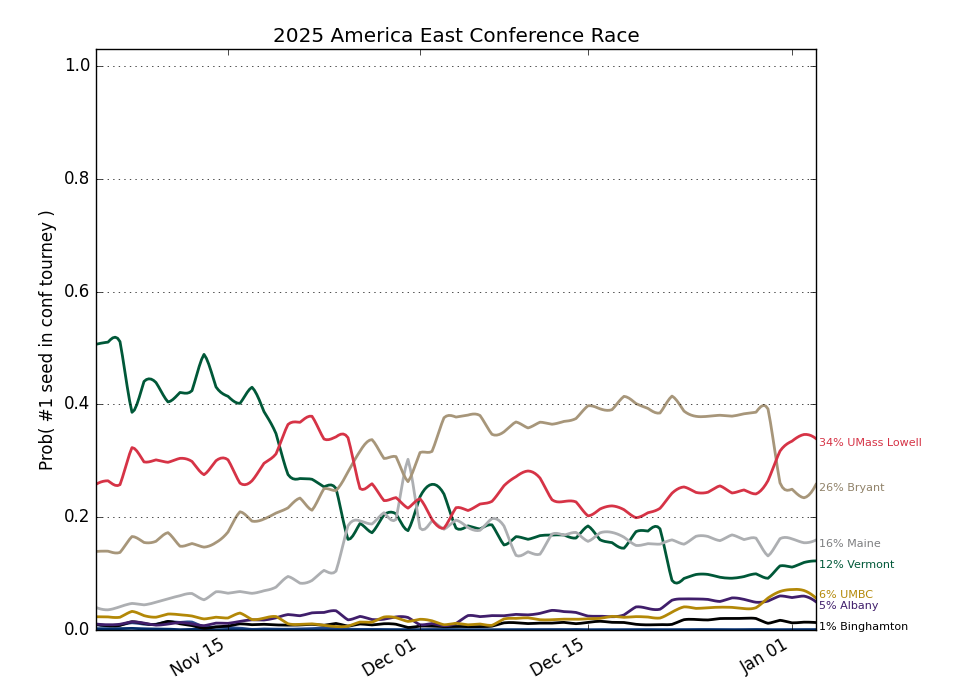 2025 America East Conference Race
Prob( #1 seed in conf tourney )
1.0
0.8
0.6
0.4
0.2
0.0
Nov 15
Dec 01
Dec 15
Jan 01
34% UMass Lowell
26% Bryant
16% Maine
12% Vermont
6% UMBC
5% Albany
1% Binghamton